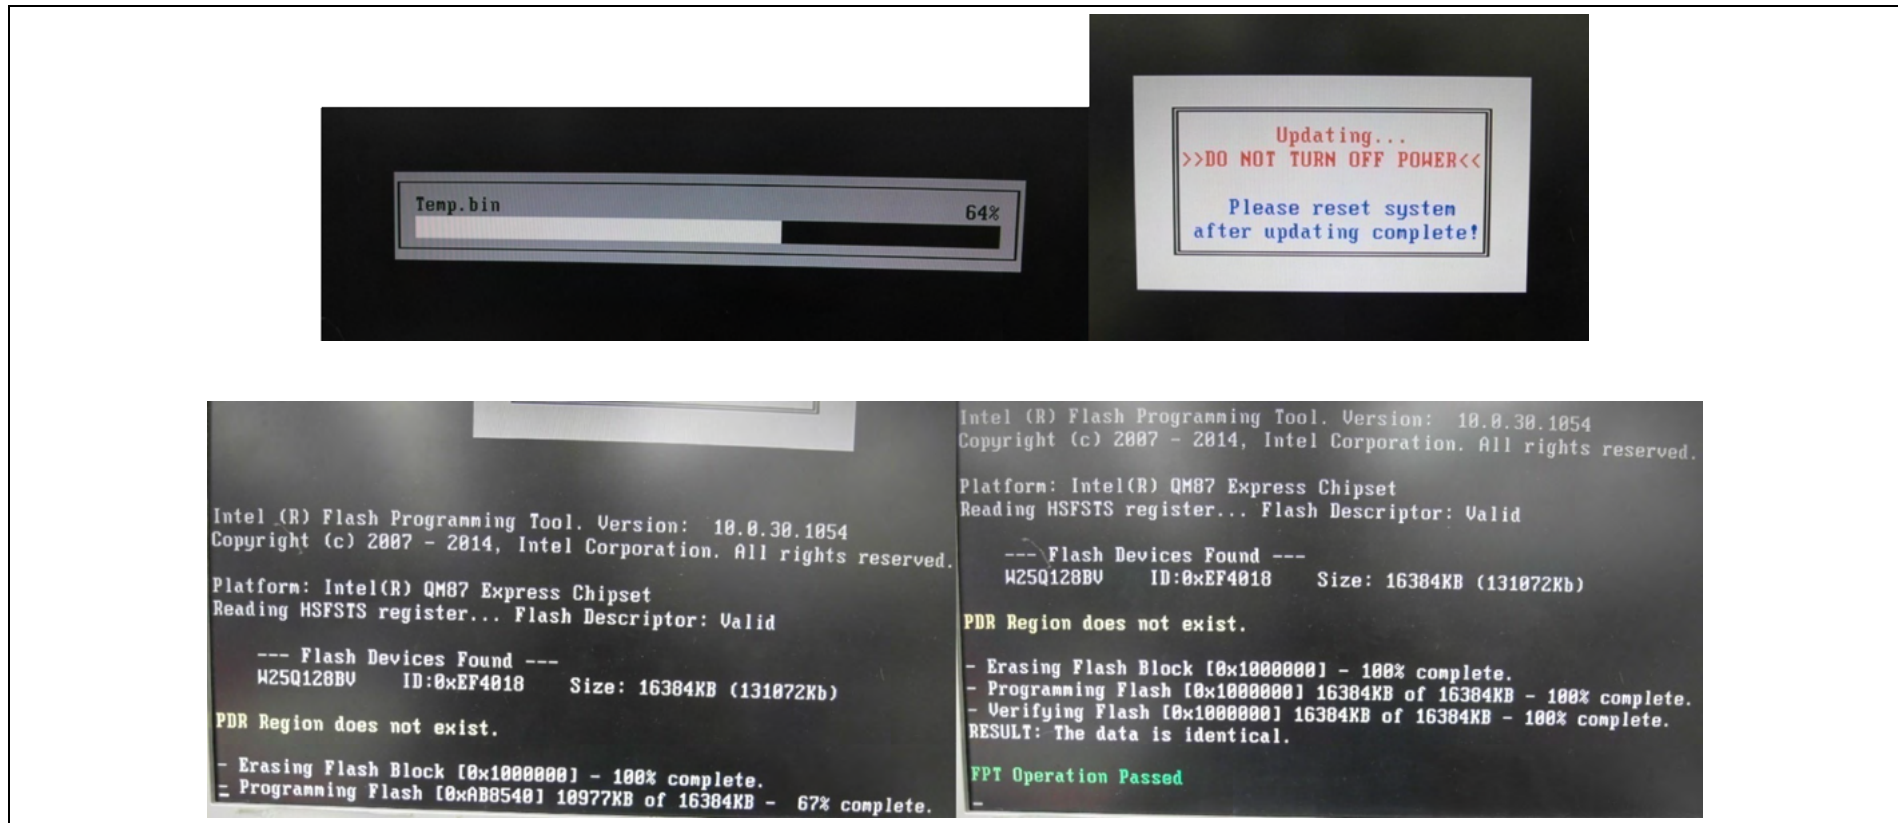 Temp.bin 64%
Updating...
>>DO NOT TURN OFF POWER<<
Please reset system
after updating complete!
Intel (R) Flash Programming Tool. Version: 10.0.30.1054
Copyright (c) 2007 - 2014, Intel Corporation. All rights reserved.
Platform: Intel(R) QM87 Express Chipset
Reading HSFSTS register... Flash Descriptor: Valid
--- Flash Devices Found ---
W25Q128BV ID:0xEF4018 Size: 16384KB (131072Kb)
PDR Region does not exist.
- Erasing Flash Block [0x1000000] - 100% complete.
- Programming Flash [0xAB8540] 10977KB of 16384KB - 67% complete.
Intel (R) Flash Programming Tool. Version: 10.0.30.1054
Copyright (c) 2007 - 2014, Intel Corporation. All rights reserved.
Platform: Intel(R) QM87 Express Chipset
Reading HSFSTS register... Flash Descriptor: Valid
--- Flash Devices Found ---
W25Q128BV ID:0xEF4018 Size: 16384KB (131072Kb)
PDR Region does not exist.
- Erasing Flash Block [0x1000000] - 100% complete.
- Programming Flash [0x1000000] 16384KB of 16384KB - 100% complete.
- Verifying Flash [0x1000000] 16384KB of 16384KB - 100% complete.
RESULT: The data is identical.
FPT Operation Passed